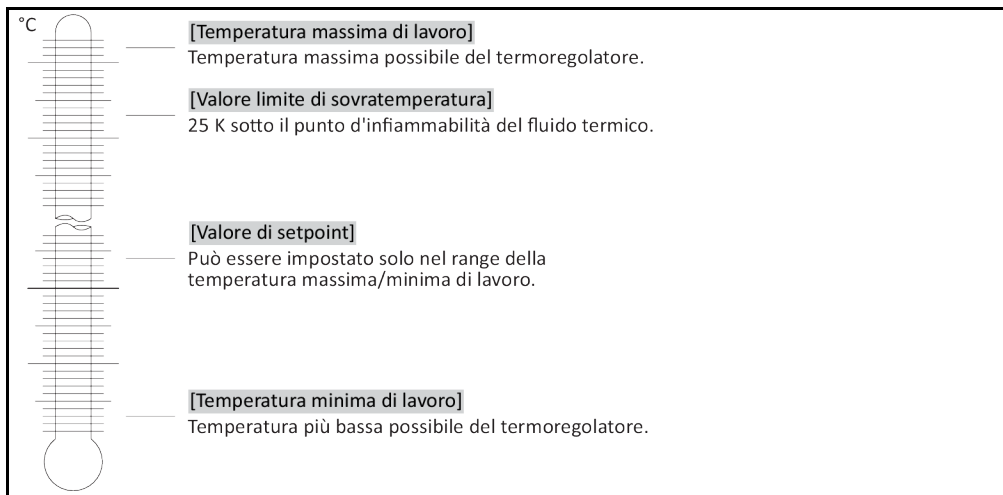 °C
[Temperatura massima di lavoro]
Temperatura massima possibile del termoregolatore.
[Valore limite di sovratemperatura]
25 K sotto il punto d'infiammabilità del fluido termico.
[Valore di setpoint]
Può essere impostato solo nel range della
temperatura massima/minima di lavoro.
[Temperatura minima di lavoro]
Temperatura più bassa possibile del termoregolatore.